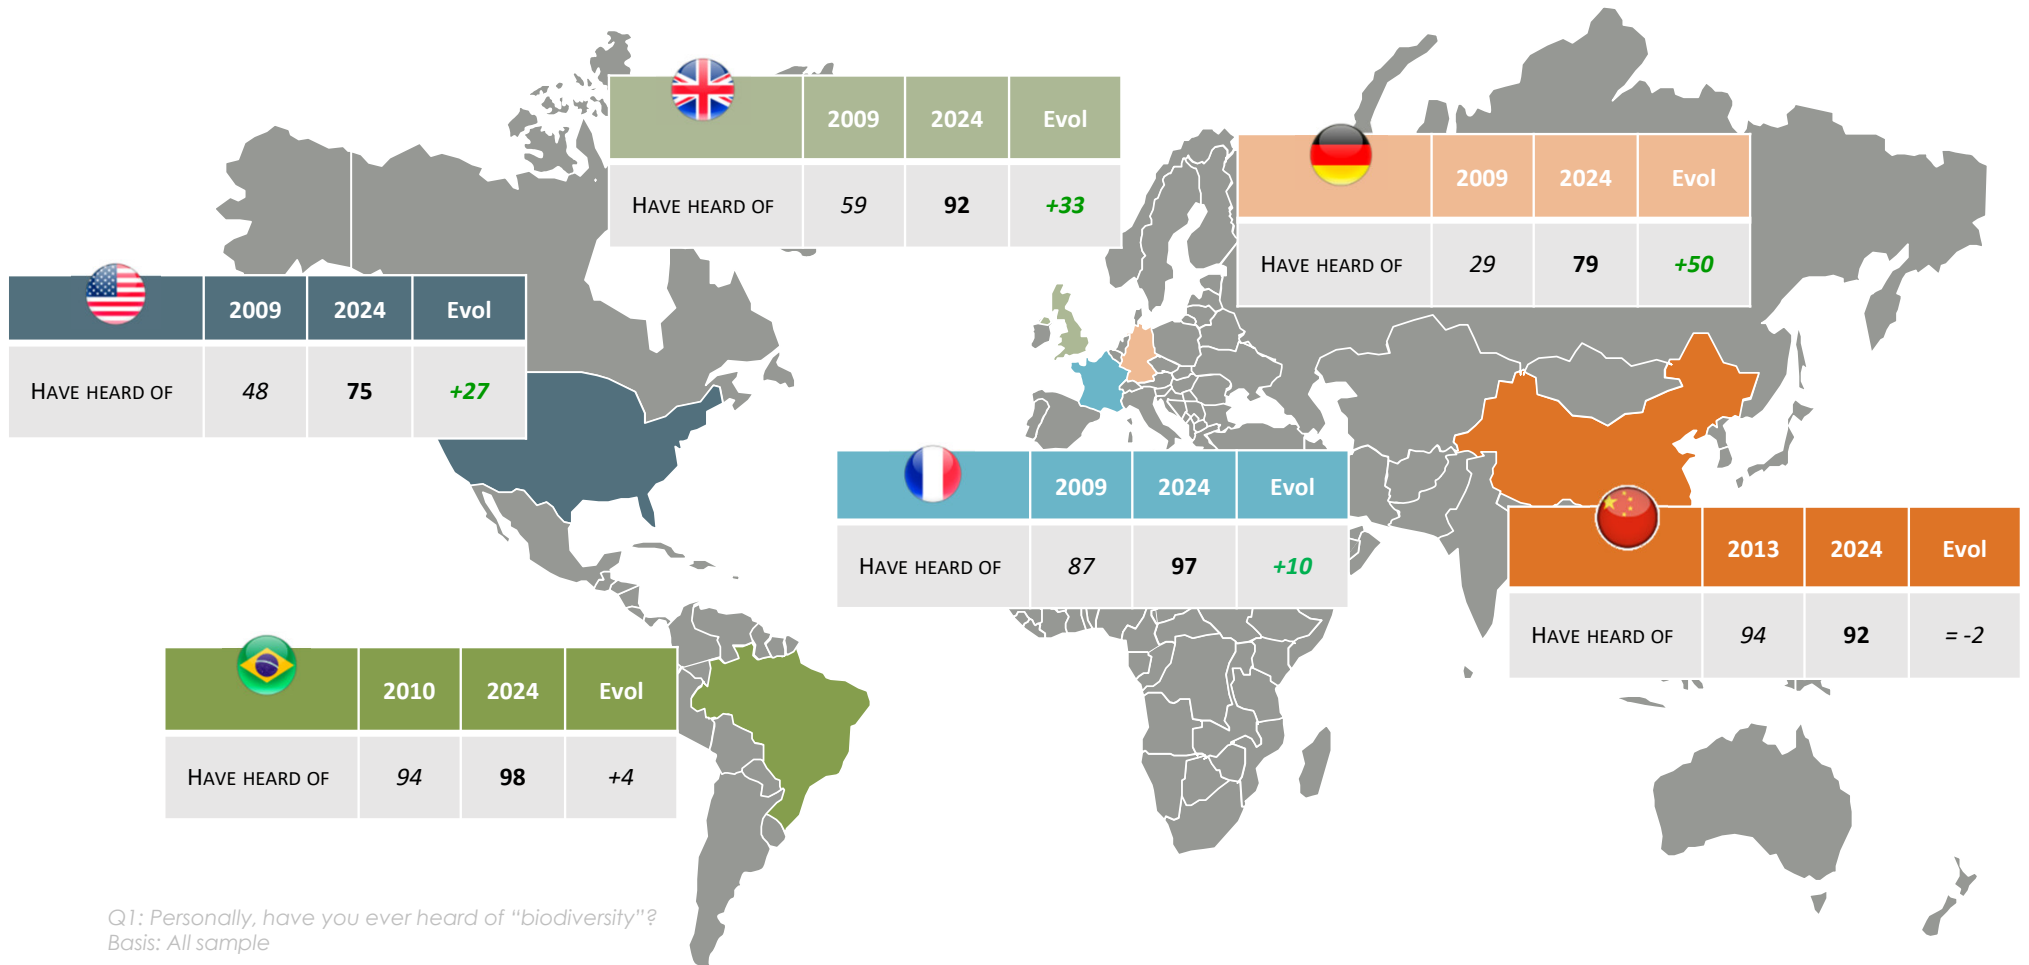 2009 2024 Evol
HAVE HEARD OF 59 92 +33
2009 2024 Evol
HAVE HEARD OF 29 79 +50
2009 2024 Evol
HAVE HEARD OF 48 75 +27
2009 2024 Evol
HAVE HEARD OF 87 97 +10
2013 2024 Evol
HAVE HEARD OF 94 92 = -2
2010 2024 Evol
HAVE HEARD OF 94 98 +4
Q1: Personally, have you ever heard of “biodiversity”?
Basis: All sample